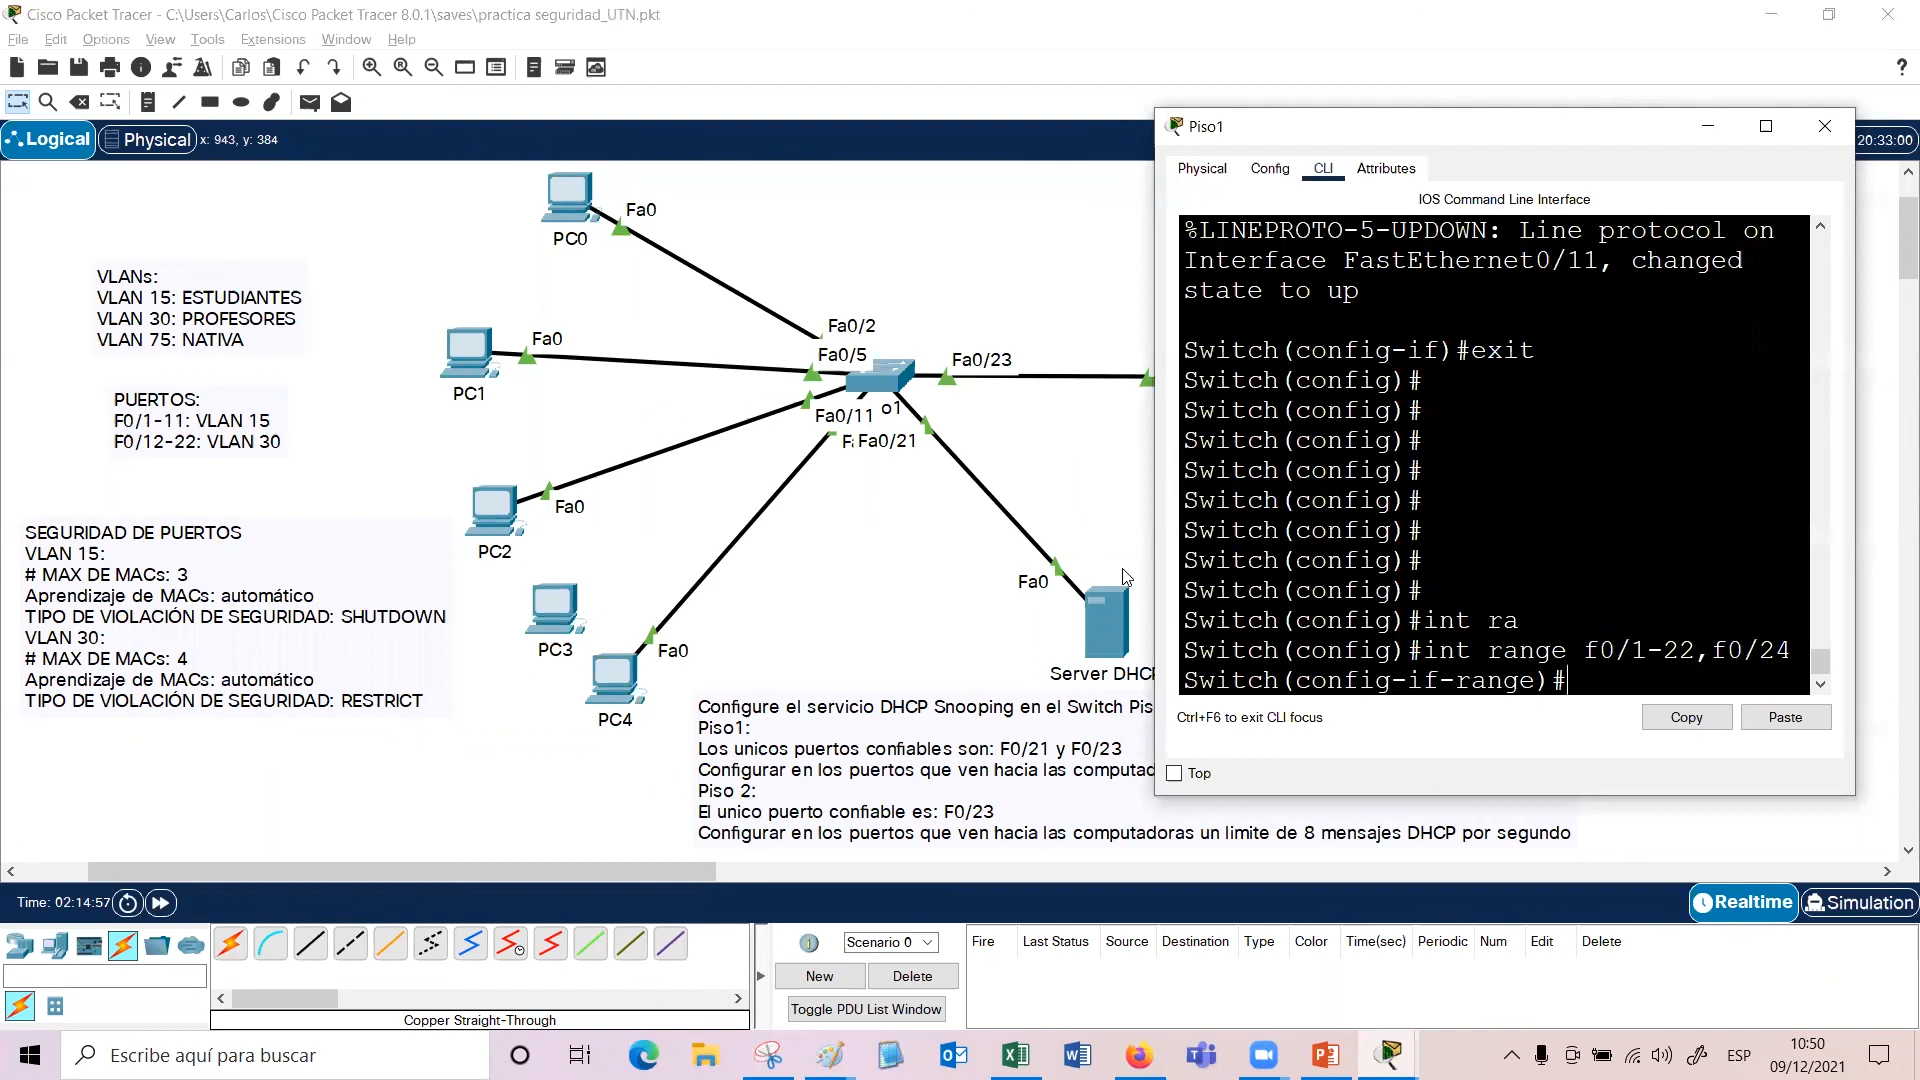 Cisco Packet Tracer - C:\Users\Carlos\Cisco Packet Tracer 8.0.1\saves\practica seguridad_UTN.pkt
File Edit Options View Tools Extensions Window Help
?
Logical Physical x: 943, y: 384
20:33:00
Fa0
PC0
VLANs:
VLAN 15: ESTUDIANTES
VLAN 30: PROFESORES
VLAN 75: NATIVA
Fa0
PC1
Fa0/2
Fa0/5
Fa0/23
PUERTOS:
F0/1-11: VLAN 15
F0/12-22: VLAN 30
Fa0/11 o1
Fa0/21
Fa0
PC2
SEGURIDAD DE PUERTOS
VLAN 15:
# MAX DE MACs: 3
Aprendizaje de MACs: automático
TIPO DE VIOLACIÓN DE SEGURIDAD: SHUTDOWN
VLAN 30:
# MAX DE MACs: 4
Aprendizaje de MACs: automático
TIPO DE VIOLACIÓN DE SEGURIDAD: RESTRICT
PC3
Fa0
PC4
Fa0
Server DHCP
Configure el servicio DHCP Snooping en el Switch Pis
Piso1:
Los unicos puertos confiables son: F0/21 y F0/23
Configurar en los puertos que ven hacia las computad
Piso 2:
El unico puerto confiable es: F0/23
Configurar en los puertos que ven hacia las computadoras un limite de 8 mensajes DHCP por segundo
Piso1
Physical Config CLI Attributes
IOS Command Line Interface
%LINEPROTO-5-UPDOWN: Line protocol on
Interface FastEthernet0/11, changed
state to up
Switch(config-if)#exit
Switch(config)#
Switch(config)#
Switch(config)#
Switch(config)#
Switch(config)#
Switch(config)#
Switch(config)#
Switch(config)#
Switch(config)#int ra
Switch(config)#int range f0/1-22,f0/24
Switch(config-if-range)#
Ctrl+F6 to exit CLI focus
Copy Paste
Top
Time: 02:14:57
Realtime Simulation
Scenario 0
New Delete
Toggle PDU List Window
Fire Last Status Source Destination Type Color Time(sec) Periodic Num Edit Delete
Copper Straight-Through
Escribe aquí para buscar
ESP
10:50
09/12/2021